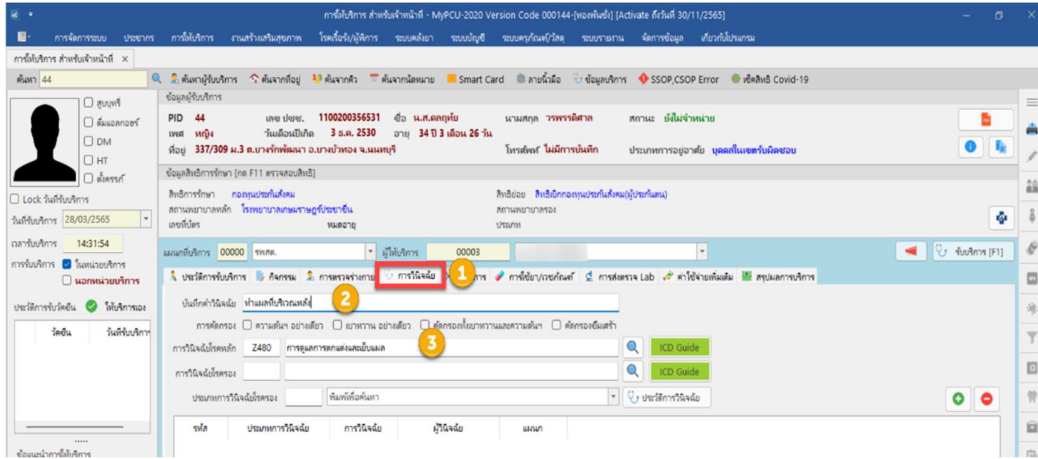 การให้บริการ สำหรับเจ้าหน้าที่ - MyPCU-2020 Version Code 000144-[หอเพ็นชั่ง] [Activate ถึงวันที่ 30/11/2565]
การจัดการระบบ ประชากร การให้บริการ งานสร้างเสริมสุขภาพ โรคเรื้อรัง/ผู้พิการ ระบบคลังยา ระบบบัญชี ระบบครุภัณฑ์/วัสดุ ระบบรายงาน จัดการข้อมูล เกี่ยวกับโปรแกรม
การให้บริการ สำหรับเจ้าหน้าที่ ×
ค้นหา 44 ค้นหาผู้รับบริการ ค้นจากที่อยู่ ค้นจากคิว ค้นจากนัดหมาย Smart Card ลายนิ้วมือ ข้อมูลบริการ SSOP,CSOP Error เช็คสิทธิ Covid-19
สูบบุหรี่
ดื่มแอลกอฮอร์
DM
HT
ตั้งครรภ์
ข้อมูลผู้รับบริการ
PID 44 เลข ปชช. 1100200356531 ชื่อ น.ส.ดลฤทัย นามสกุล วรพรรดิศาล สถานะ ยังไม่จำหน่าย
เพศ หญิง วันเดือนปีเกิด 3 ธ.ค. 2530 อายุ 34 ปี 3 เดือน 26 วัน
ที่อยู่ 337/309 ม.3 ต.บางรักพัฒนา อ.บางบัวทอง จ.นนทบุรี โทรศัพท์ ไม่มีการบันทึก ประเภทการอยู่อาศัย บุคคลในเขตรับผิดชอบ
ข้อมูลสิทธิการรักษา [กด F11 ตรวจสอบสิทธิ]
สิทธิการรักษา กองทุนประกันสังคม สิทธิย่อย สิทธิเบิกกองทุนประกันสังคม(ผู้ประกันตน)
สถานพยาบาลหลัก โรงพยาบาลเกษมราษฎร์ประชาชื่น สถานพยาบาลรอง
เลขที่บัตร หมดอายุ ประเภท
Lock วันที่รับบริการ
วันที่รับบริการ 28/03/2565
เวลารับบริการ 14:31:54
การรับบริการ ในหน่วยบริการ
นอกหน่วยบริการ
ประวัติการรับวัคซีน ให้บริการเอง
วัคซีน วันที่รับบริการ
ข้อแนะนำการให้บริการ
แผนกที่บริการ 00000 รพสต. ผู้ให้บริการ 00003 รับบริการ [F1]
ประวัติการรับบริการ กิจกรรม การตรวจร่างกาย การวินิจฉัย 1 การ การใช้ยา/เวชภัณฑ์ การส่งตรวจ Lab ค่าใช้จ่ายเพิ่มเติม สรุปผลการบริการ
บันทึกคำวินิจฉัย ทำแผลที่บริเวณหลัง 2
การคัดกรอง ความดันฯ อย่างเดียว เบาหวาน อย่างเดียว คัดกรองทั้งเบาหวานและความดันฯ คัดกรองซึมเศร้า
3
การวินิจฉัยโรคหลัก Z480 การดูแลการตกแต่งและเย็บแผล ICD Guide
การวินิจฉัยโรครอง ICD Guide
ประเภทการวินิจฉัยโรครอง พิมพ์เพื่อค้นหา ประวัติการวินิจฉัย
รหัส ประเภทการวินิจฉัย การวินิจฉัย ผู้วินิจฉัย แผนก